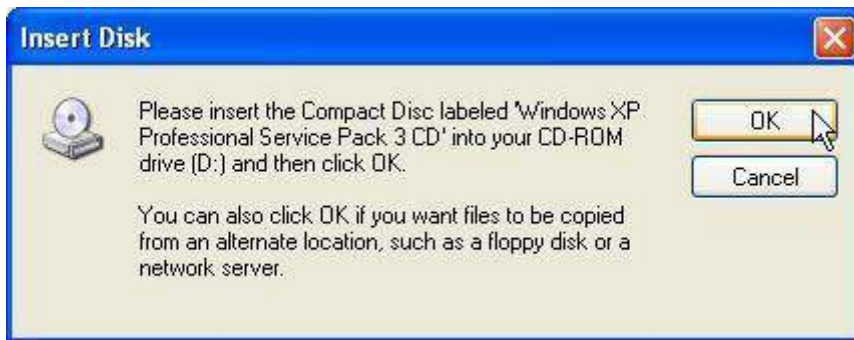 Insert Disk
Please insert the Compact Disc labeled 'Windows XP
Professional Service Pack 3 CD' into your CD-ROM
drive (D:) and then click OK.
You can also click OK if you want files to be copied
from an alternate location, such as a floppy disk or a
network server.
OK
Cancel